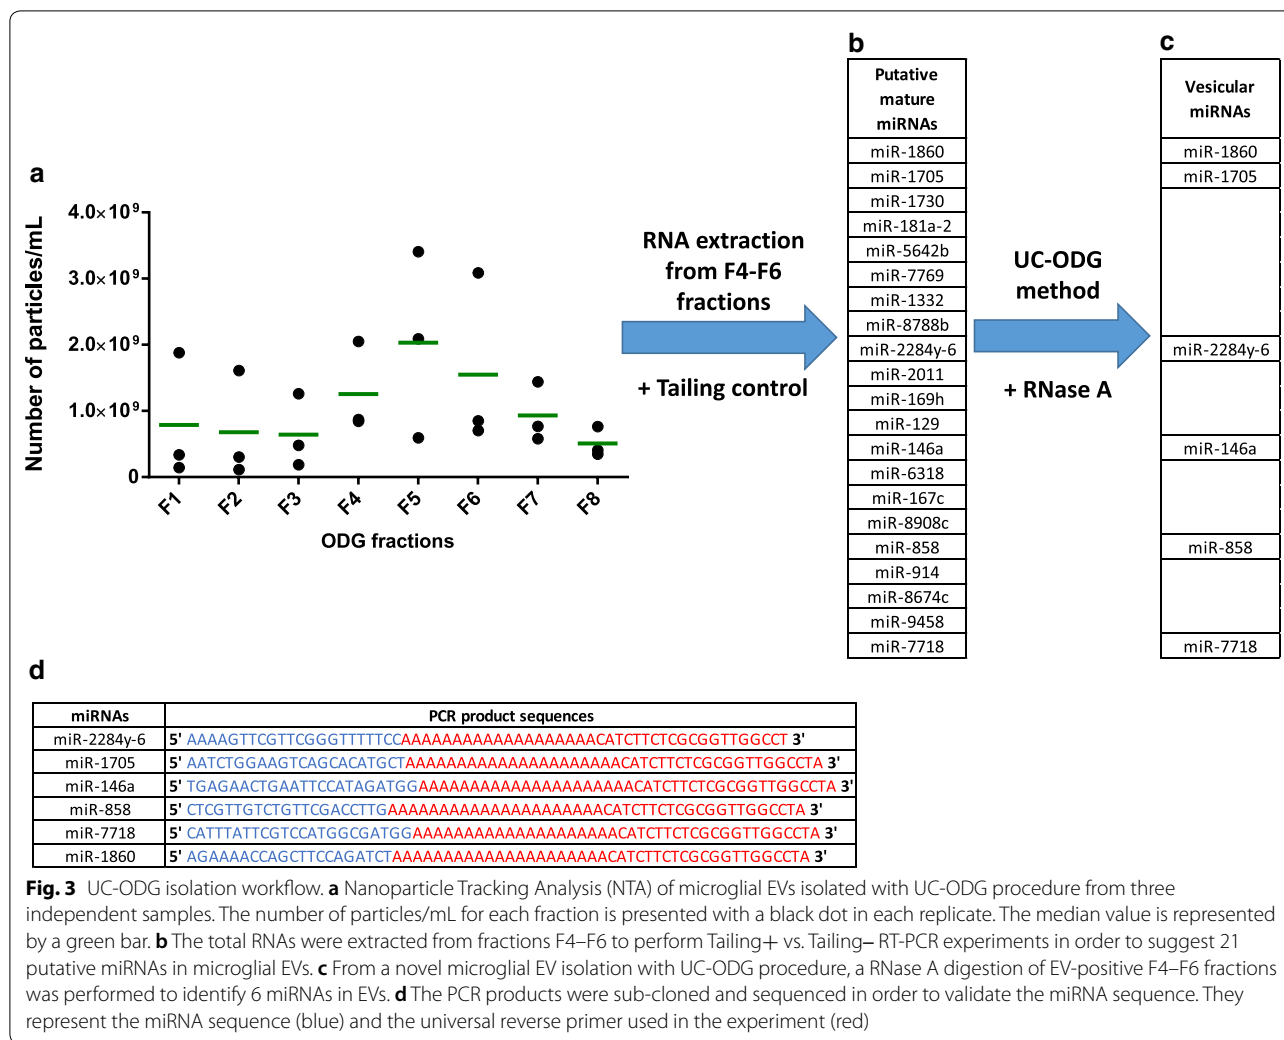 a
Number of particles/mL
4.0×10⁹
3.0×10⁹
2.0×10⁹
1.0×10⁹
0
F1 F2 F3 F4 F5 F6 F7 F8
ODG fractions
RNA extraction
from F4-F6
fractions
+ Tailing control
b
Putative
mature
miRNAs
miR-1860
miR-1705
miR-1730
miR-181a-2
miR-5642b
miR-7769
miR-1332
miR-8788b
miR-2284y-6
miR-2011
miR-169h
miR-129
miR-146a
miR-6318
miR-167c
miR-8908c
miR-858
miR-914
miR-8674c
miR-9458
miR-7718
UC-ODG
method
+ RNase A
c
Vesicular
miRNAs
miR-1860
miR-1705
miR-2284y-6
miR-146a
miR-858
miR-7718
d
miRNAs PCR product sequences
miR-2284y-6 5' AAAAGTTCGTTCGGGTTTTTCCAAAAAAAAAAAAAAAAAAACATCTTCTCGCGGTTGGCCT 3'
miR-1705 5' AATCTGGAAGTCAGCACATGCTAAAAAAAAAAAAAAAAAAAAACATCTTCTCGCGGTTGGCCTA 3'
miR-146a 5' TGAGAACTGAATTCCATAGATGGAAAAAAAAAAAAAAAAAAAAACATCTTCTCGCGGTTGGCCTA 3'
miR-858 5' CTCGTTGTCTGTTCGACCTTGAAAAAAAAAAAAAAAAAAAAACATCTTCTCGCGGTTGGCCTA 3'
miR-7718 5' CATTTATTCGTCCATGGCGATGGAAAAAAAAAAAAAAAAAAAACATCTTCTCGCGGTTGGCCTA 3'
miR-1860 5' AGAAAACCAGCTTCCAGATCTAAAAAAAAAAAAAAAAAAAAACATCTTCTCGCGGTTGGCCTA 3'
Fig. 3 UC-ODG isolation workflow. a Nanoparticle Tracking Analysis (NTA) of microglial EVs isolated with UC-ODG procedure from three
independent samples. The number of particles/mL for each fraction is presented with a black dot in each replicate. The median value is represented
by a green bar. b The total RNAs were extracted from fractions F4–F6 to perform Tailing+ vs. Tailing− RT-PCR experiments in order to suggest 21
putative miRNAs in microglial EVs. c From a novel microglial EV isolation with UC-ODG procedure, a RNase A digestion of EV-positive F4–F6 fractions
was performed to identify 6 miRNAs in EVs. d The PCR products were sub-cloned and sequenced in order to validate the miRNA sequence. They
represent the miRNA sequence (blue) and the universal reverse primer used in the experiment (red)